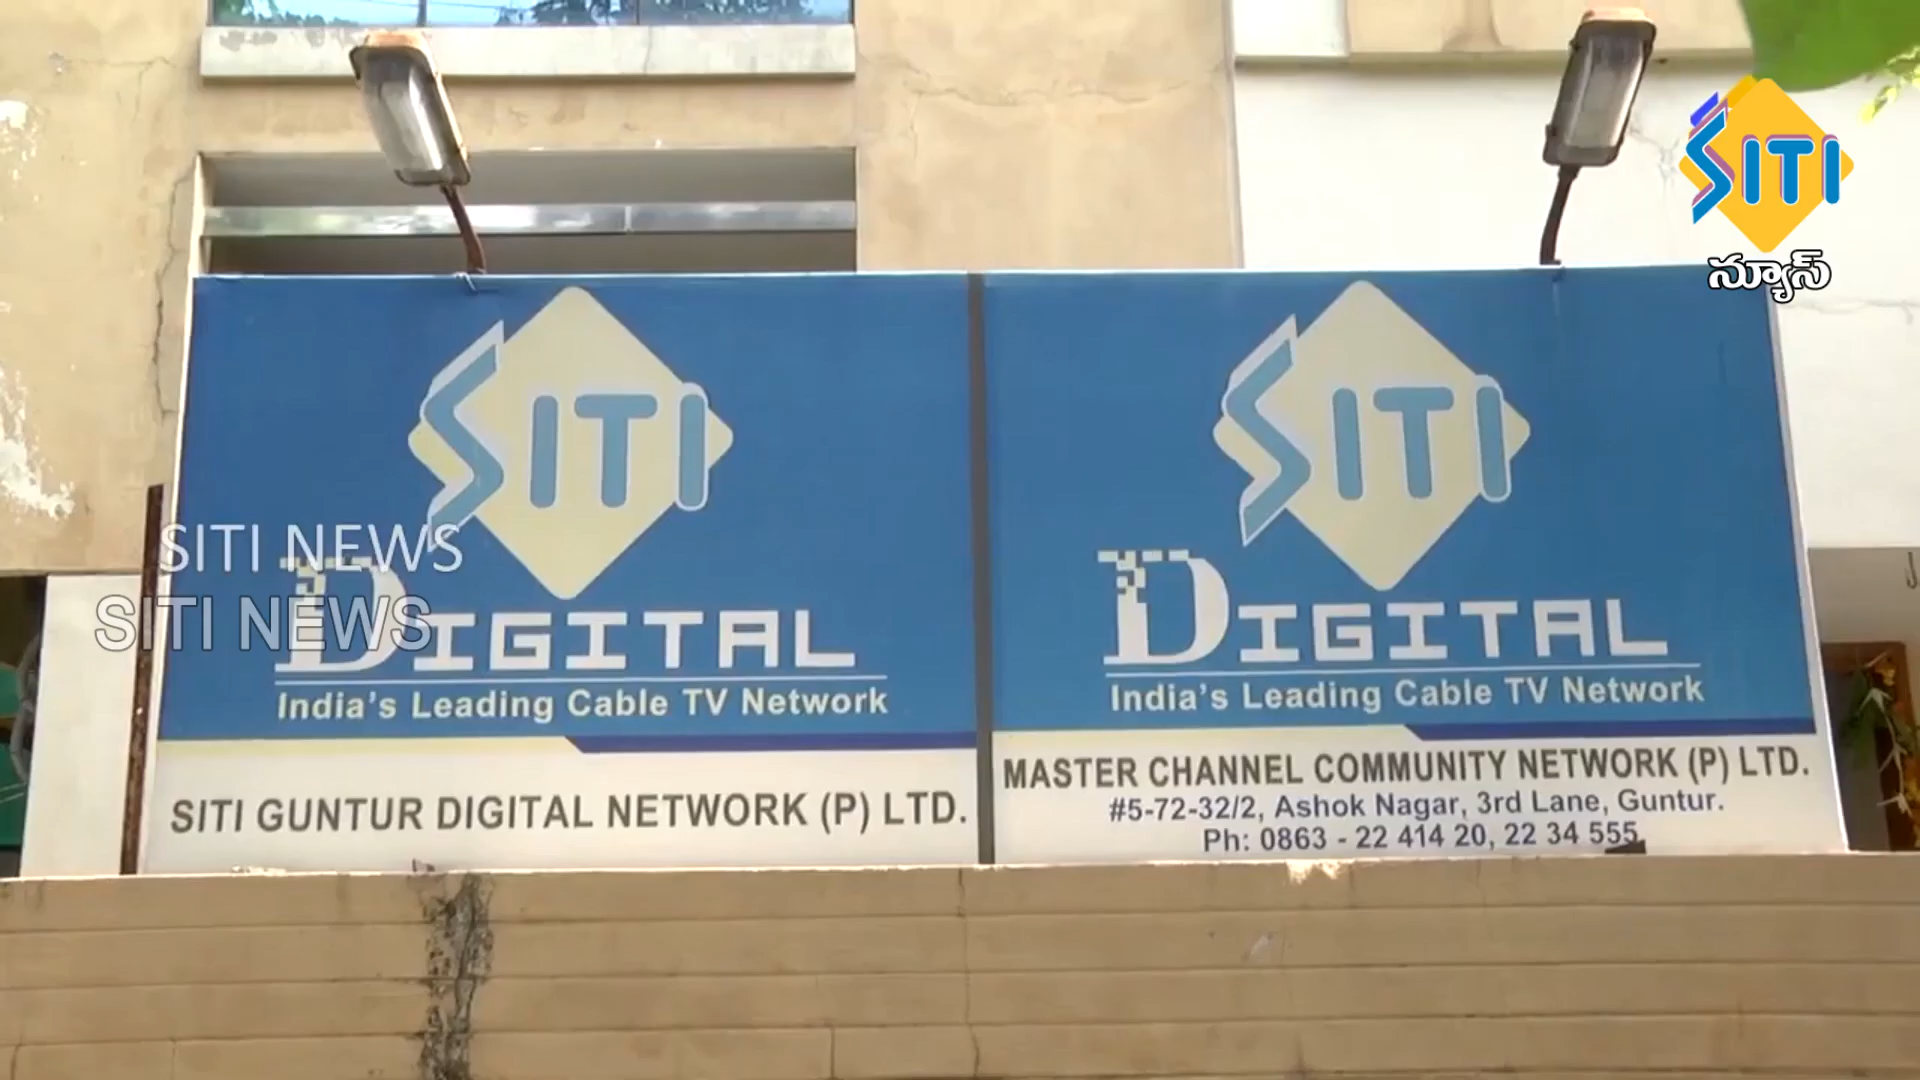 SITI
న్యూస్
SITI
DIGITAL
India's Leading Cable TV Network
SITI GUNTUR DIGITAL NETWORK (P) LTD.
SITI
DIGITAL
India's Leading Cable TV Network
MASTER CHANNEL COMMUNITY NETWORK (P) LTD.
#5-72-32/2, Ashok Nagar, 3rd Lane, Guntur.
Ph: 0863 - 22 414 20, 22 34 555
SITI NEWS
SITI NEWS